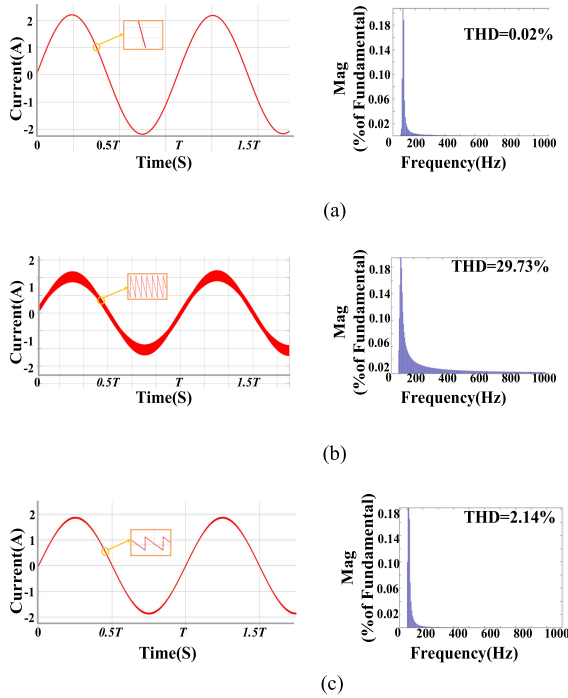 2
1
0
-1
-2
Current(A)
0
0.5T
T
1.5T
Time(S)
THD=0.02%
0.18
0.14
0.10
0.06
0.02
Mag
(%of Fundamental)
0 200 400 600 800 1000
Frequency(Hz)
(a)
2
1
0
-1
-2
Current(A)
0
0.5T
T
1.5T
Time(S)
THD=29.73%
0.18
0.14
0.10
0.06
0.02
Mag
(%of Fundamental)
0 200 400 600 800 1000
Frequency(Hz)
(b)
2
1
0
-1
-2
Current(A)
0
0.5T
T
1.5T
Time(S)
THD=2.14%
0.18
0.14
0.10
0.06
0.02
Mag
(%of Fundamental)
0 200 400 600 800 1000
Frequency(Hz)
(c)